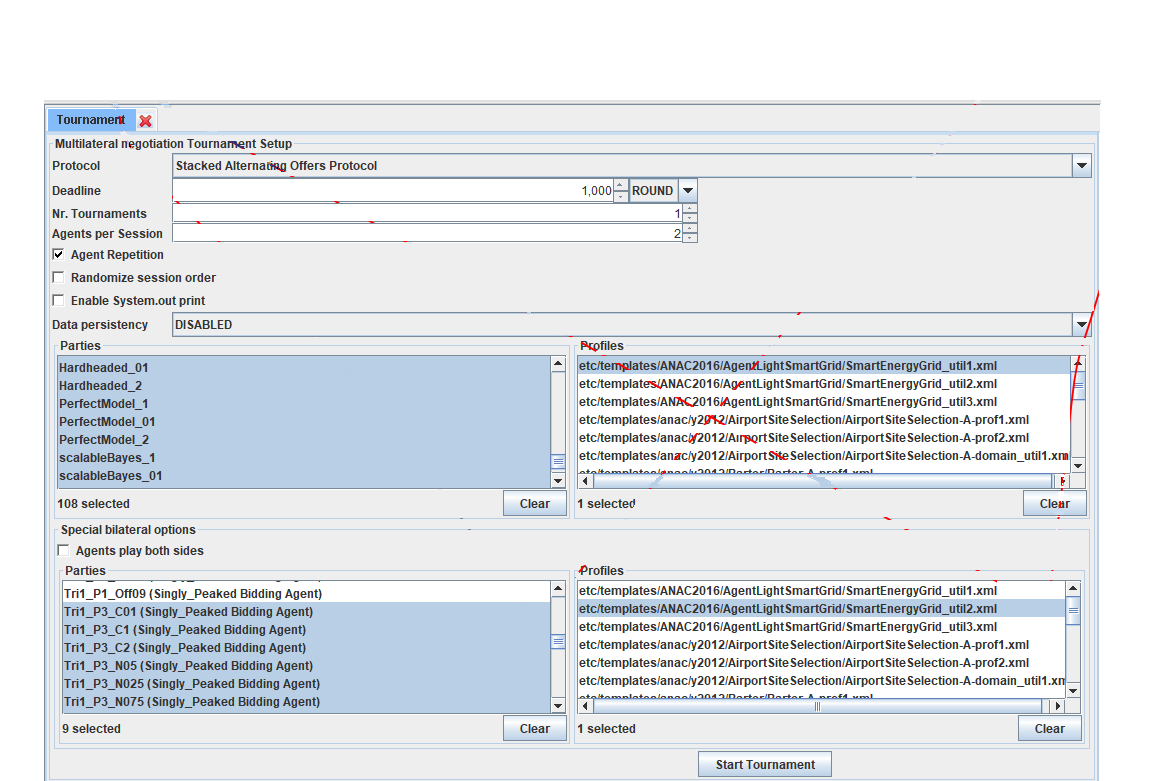 Tournament
Multilateral negotiation Tournament Setup
Protocol Stacked Alternating Offers Protocol
Deadline 1,000 ROUND
Nr. Tournaments 1
Agents per Session 2
Agent Repetition
Randomize session order
Enable System.out print
Data persistency DISABLED
Parties
Hardheaded_01
Hardheaded_2
PerfectModel_1
PerfectModel_01
PerfectModel_2
scalableBayes_1
scalableBayes_01
108 selected Clear
Profiles
etc/templates/ANAC2016/AgentLightSmartGrid/SmartEnergyGrid_util1.xml
etc/templates/ANAC2016/AgentLightSmartGrid/SmartEnergyGrid_util2.xml
etc/templates/ANAC2016/AgentLightSmartGrid/SmartEnergyGrid_util3.xml
etc/templates/anac/y2012/AirportSiteSelection/AirportSiteSelection-A-prof1.xml
etc/templates/anac/y2012/AirportSiteSelection/AirportSiteSelection-A-prof2.xml
etc/templates/anac/y2012/AirportSiteSelection/AirportSiteSelection-A-domain_util1.xm
1 selected Clear
Special bilateral options
Agents play both sides
Parties
Tri1_P1_Off09 (Singly_Peaked Bidding Agent)
Tri1_P3_C01 (Singly_Peaked Bidding Agent)
Tri1_P3_C1 (Singly_Peaked Bidding Agent)
Tri1_P3_C2 (Singly_Peaked Bidding Agent)
Tri1_P3_N05 (Singly_Peaked Bidding Agent)
Tri1_P3_N025 (Singly_Peaked Bidding Agent)
Tri1_P3_N075 (Singly_Peaked Bidding Agent)
9 selected Clear
Profiles
etc/templates/ANAC2016/AgentLightSmartGrid/SmartEnergyGrid_util1.xml
etc/templates/ANAC2016/AgentLightSmartGrid/SmartEnergyGrid_util2.xml
etc/templates/ANAC2016/AgentLightSmartGrid/SmartEnergyGrid_util3.xml
etc/templates/anac/y2012/AirportSiteSelection/AirportSiteSelection-A-prof1.xml
etc/templates/anac/y2012/AirportSiteSelection/AirportSiteSelection-A-prof2.xml
etc/templates/anac/y2012/AirportSiteSelection/AirportSiteSelection-A-domain_util1.xm
1 selected Clear
Start Tournament